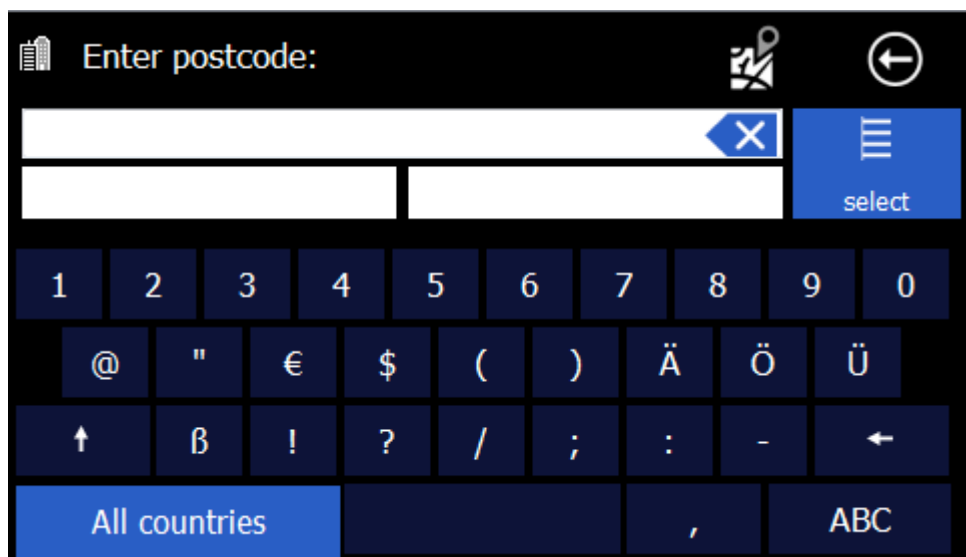 Enter postcode:
select
1 2 3 4 5 6 7 8 9 0
@ " € $ ( ) Ä Ö Ü
ß ! ? / ; : -
All countries , ABC